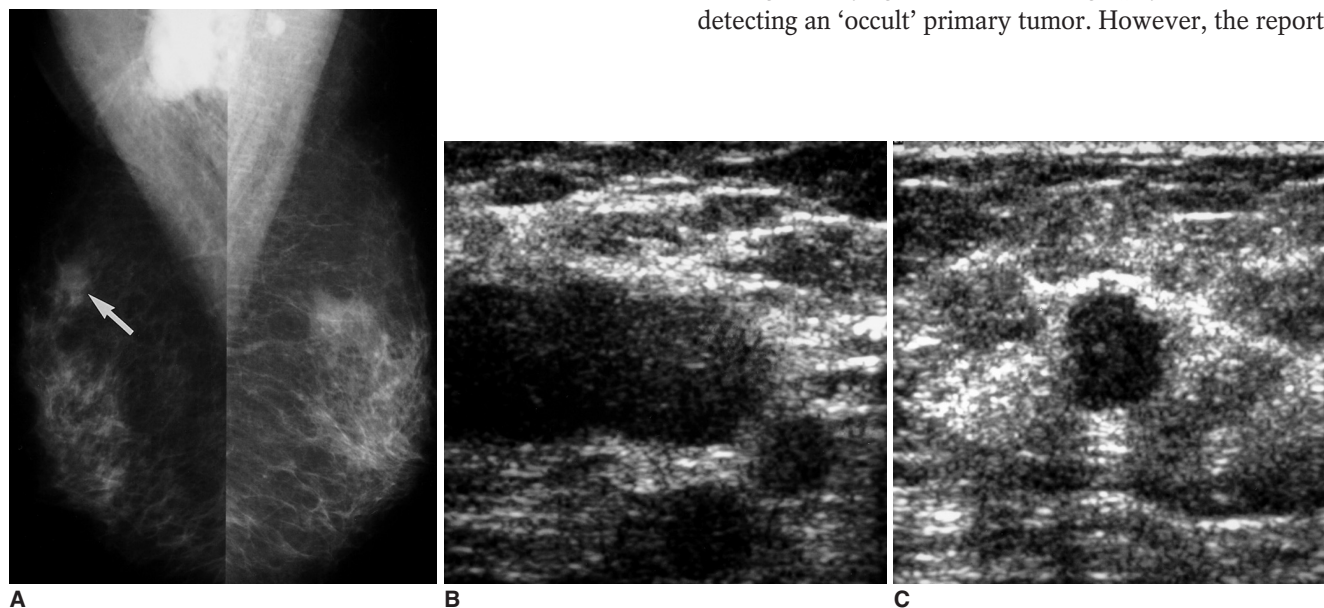 detecting an ‘occult’ primary tumor. However, the report
A
B
C